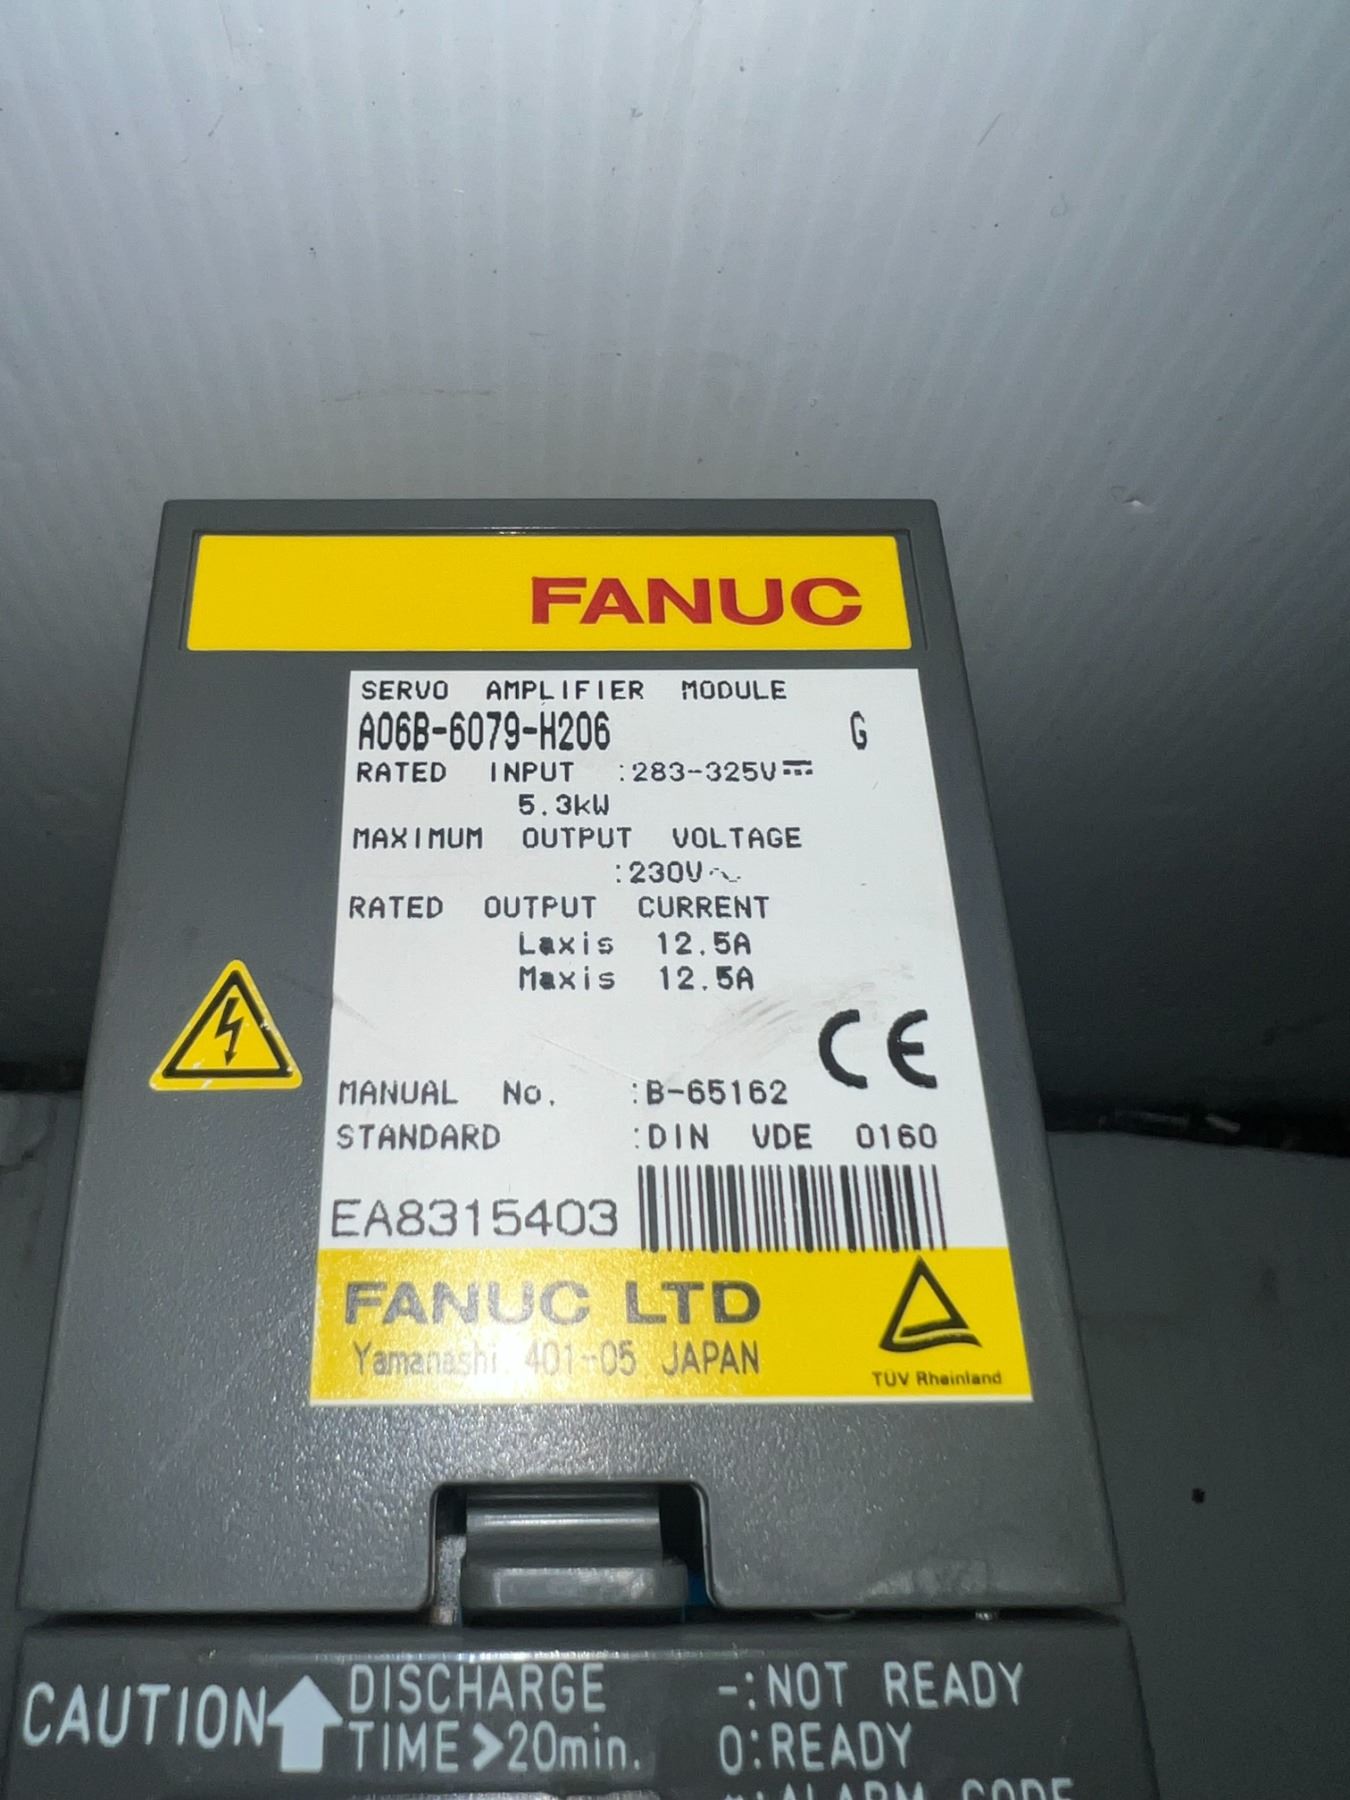 FANUC
SERVO AMPLIFIER MODULE
A06B-6079-H206 G
RATED INPUT :283-325V⎓
5.3kW
MAXIMUM OUTPUT VOLTAGE
:230V~
RATED OUTPUT CURRENT
Laxis 12.5A
Maxis 12.5A
CE
MANUAL No. :B-65162
STANDARD :DIN VDE 0160
EA8315403
FANUC LTD
Yamanashi 401-05 JAPAN
TÜV Rheinland
CAUTION DISCHARGE TIME>20min.
-:NOT READY
0:READY
ALARM CODE